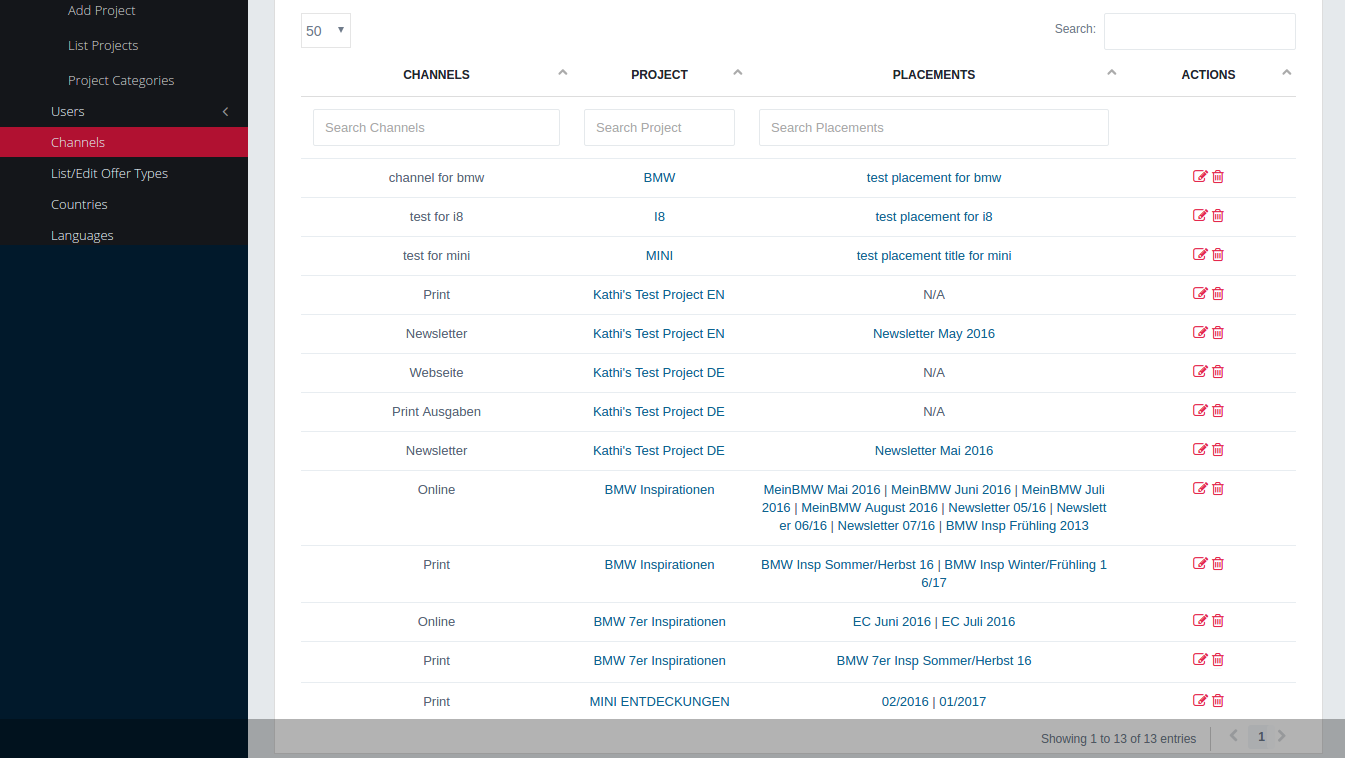 Add Project
List Projects
Project Categories
Users
Channels
List/Edit Offer Types
Countries
Languages
50 Search:
CHANNELS PROJECT PLACEMENTS ACTIONS
Search Channels Search Project Search Placements
channel for bmw BMW test placement for bmw
test for i8 I8 test placement for i8
test for mini MINI test placement title for mini
Print Kathi's Test Project EN N/A
Newsletter Kathi's Test Project EN Newsletter May 2016
Webseite Kathi's Test Project DE N/A
Print Ausgaben Kathi's Test Project DE N/A
Newsletter Kathi's Test Project DE Newsletter Mai 2016
Online BMW Inspirationen MeinBMW Mai 2016 | MeinBMW Juni 2016 | MeinBMW Juli
2016 | MeinBMW August 2016 | Newsletter 05/16 | Newslett
er 06/16 | Newsletter 07/16 | BMW Insp Frühling 2013
Print BMW Inspirationen BMW Insp Sommer/Herbst 16 | BMW Insp Winter/Frühling 1
6/17
Online BMW 7er Inspirationen EC Juni 2016 | EC Juli 2016
Print BMW 7er Inspirationen BMW 7er Insp Sommer/Herbst 16
Print MINI ENTDECKUNGEN 02/2016 | 01/2017
Showing 1 to 13 of 13 entries 1